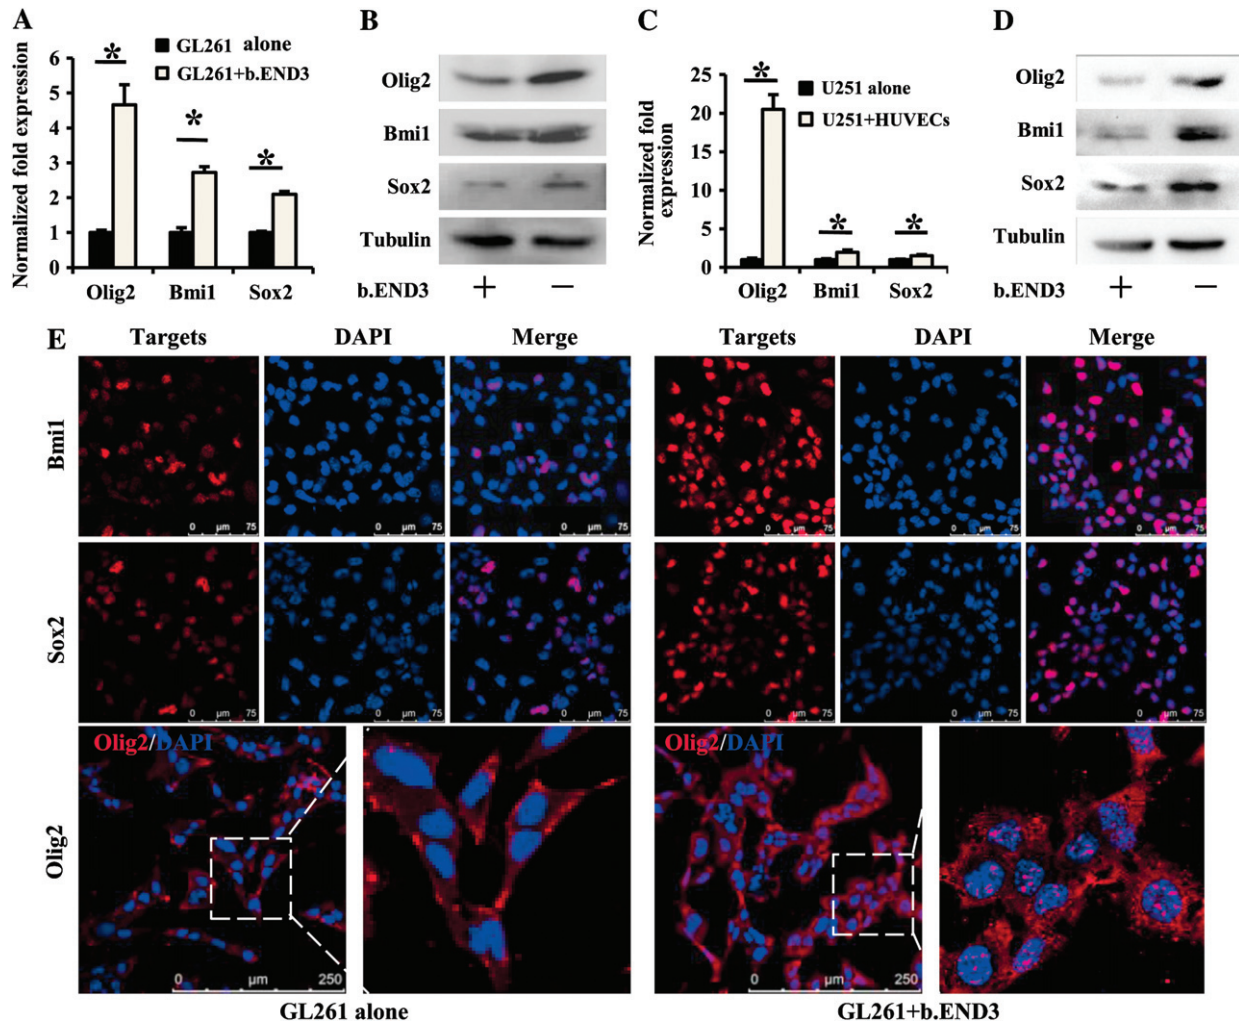 A
Normalized fold expression
6
5
4
3
2
1
0
*
*
*
GL261 alone
GL261+b.END3
Olig2 Bmi1 Sox2
B
Olig2
Bmi1
Sox2
Tubulin
b.END3 + −
C
Normalized fold
expression
25
20
15
10
5
0
*
*
*
U251 alone
U251+HUVECs
Olig2 Bmi1 Sox2
D
Olig2
Bmi1
Sox2
Tubulin
b.END3 + −
E
Targets DAPI Merge Targets DAPI Merge
Bmi1
0 µm 75 0 µm 75 0 µm 75 0 µm 75 0 µm 75 0 µm 75
Sox2
0 µm 75 0 µm 75 0 µm 75 0 µm 75 0 µm 75 0 µm 75
Olig2
Olig2/DAPI Olig2/DAPI
0 µm 250 0 µm 250
GL261 alone GL261+b.END3